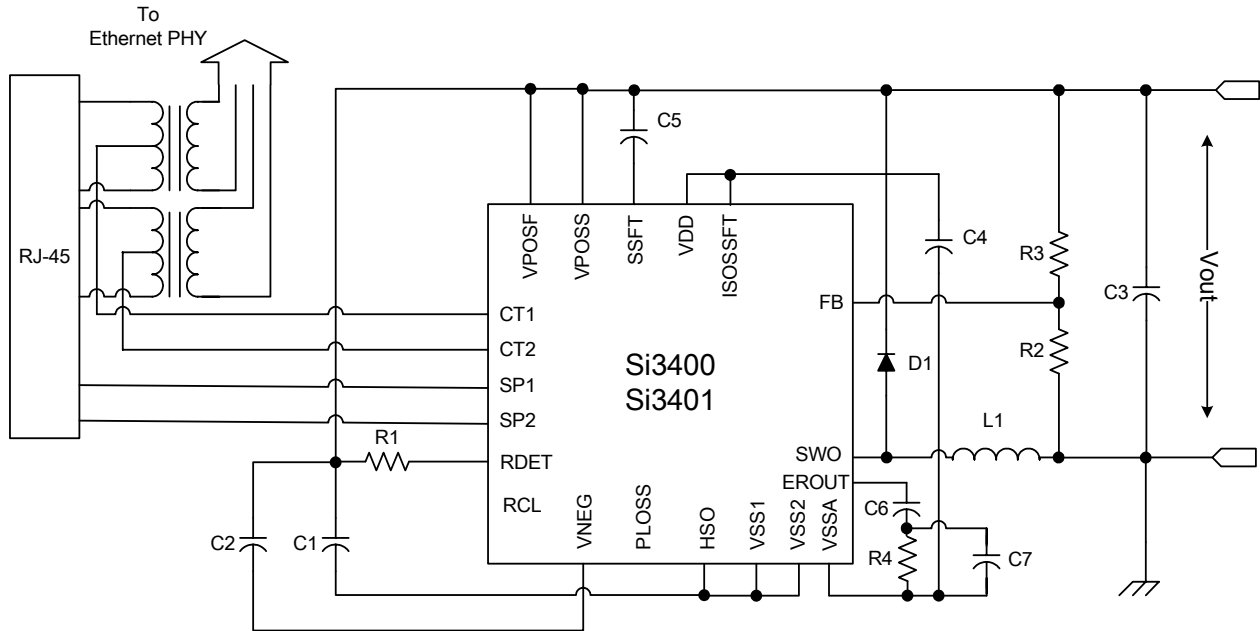 To
Ethernet PHY
RJ-45
C5
VPOSF
VPOSS
SSFT
VDD
ISOSSFT
C4
R3
FB
C3
Vout
CT1
CT2
SP1
SP2
R1
RDET
RCL
Si3400
Si3401
D1
R2
L1
SWO
EROUT
C6
C2
C1
VNEG
PLOSS
HSO
VSS1
VSS2
VSSA
R4
C7